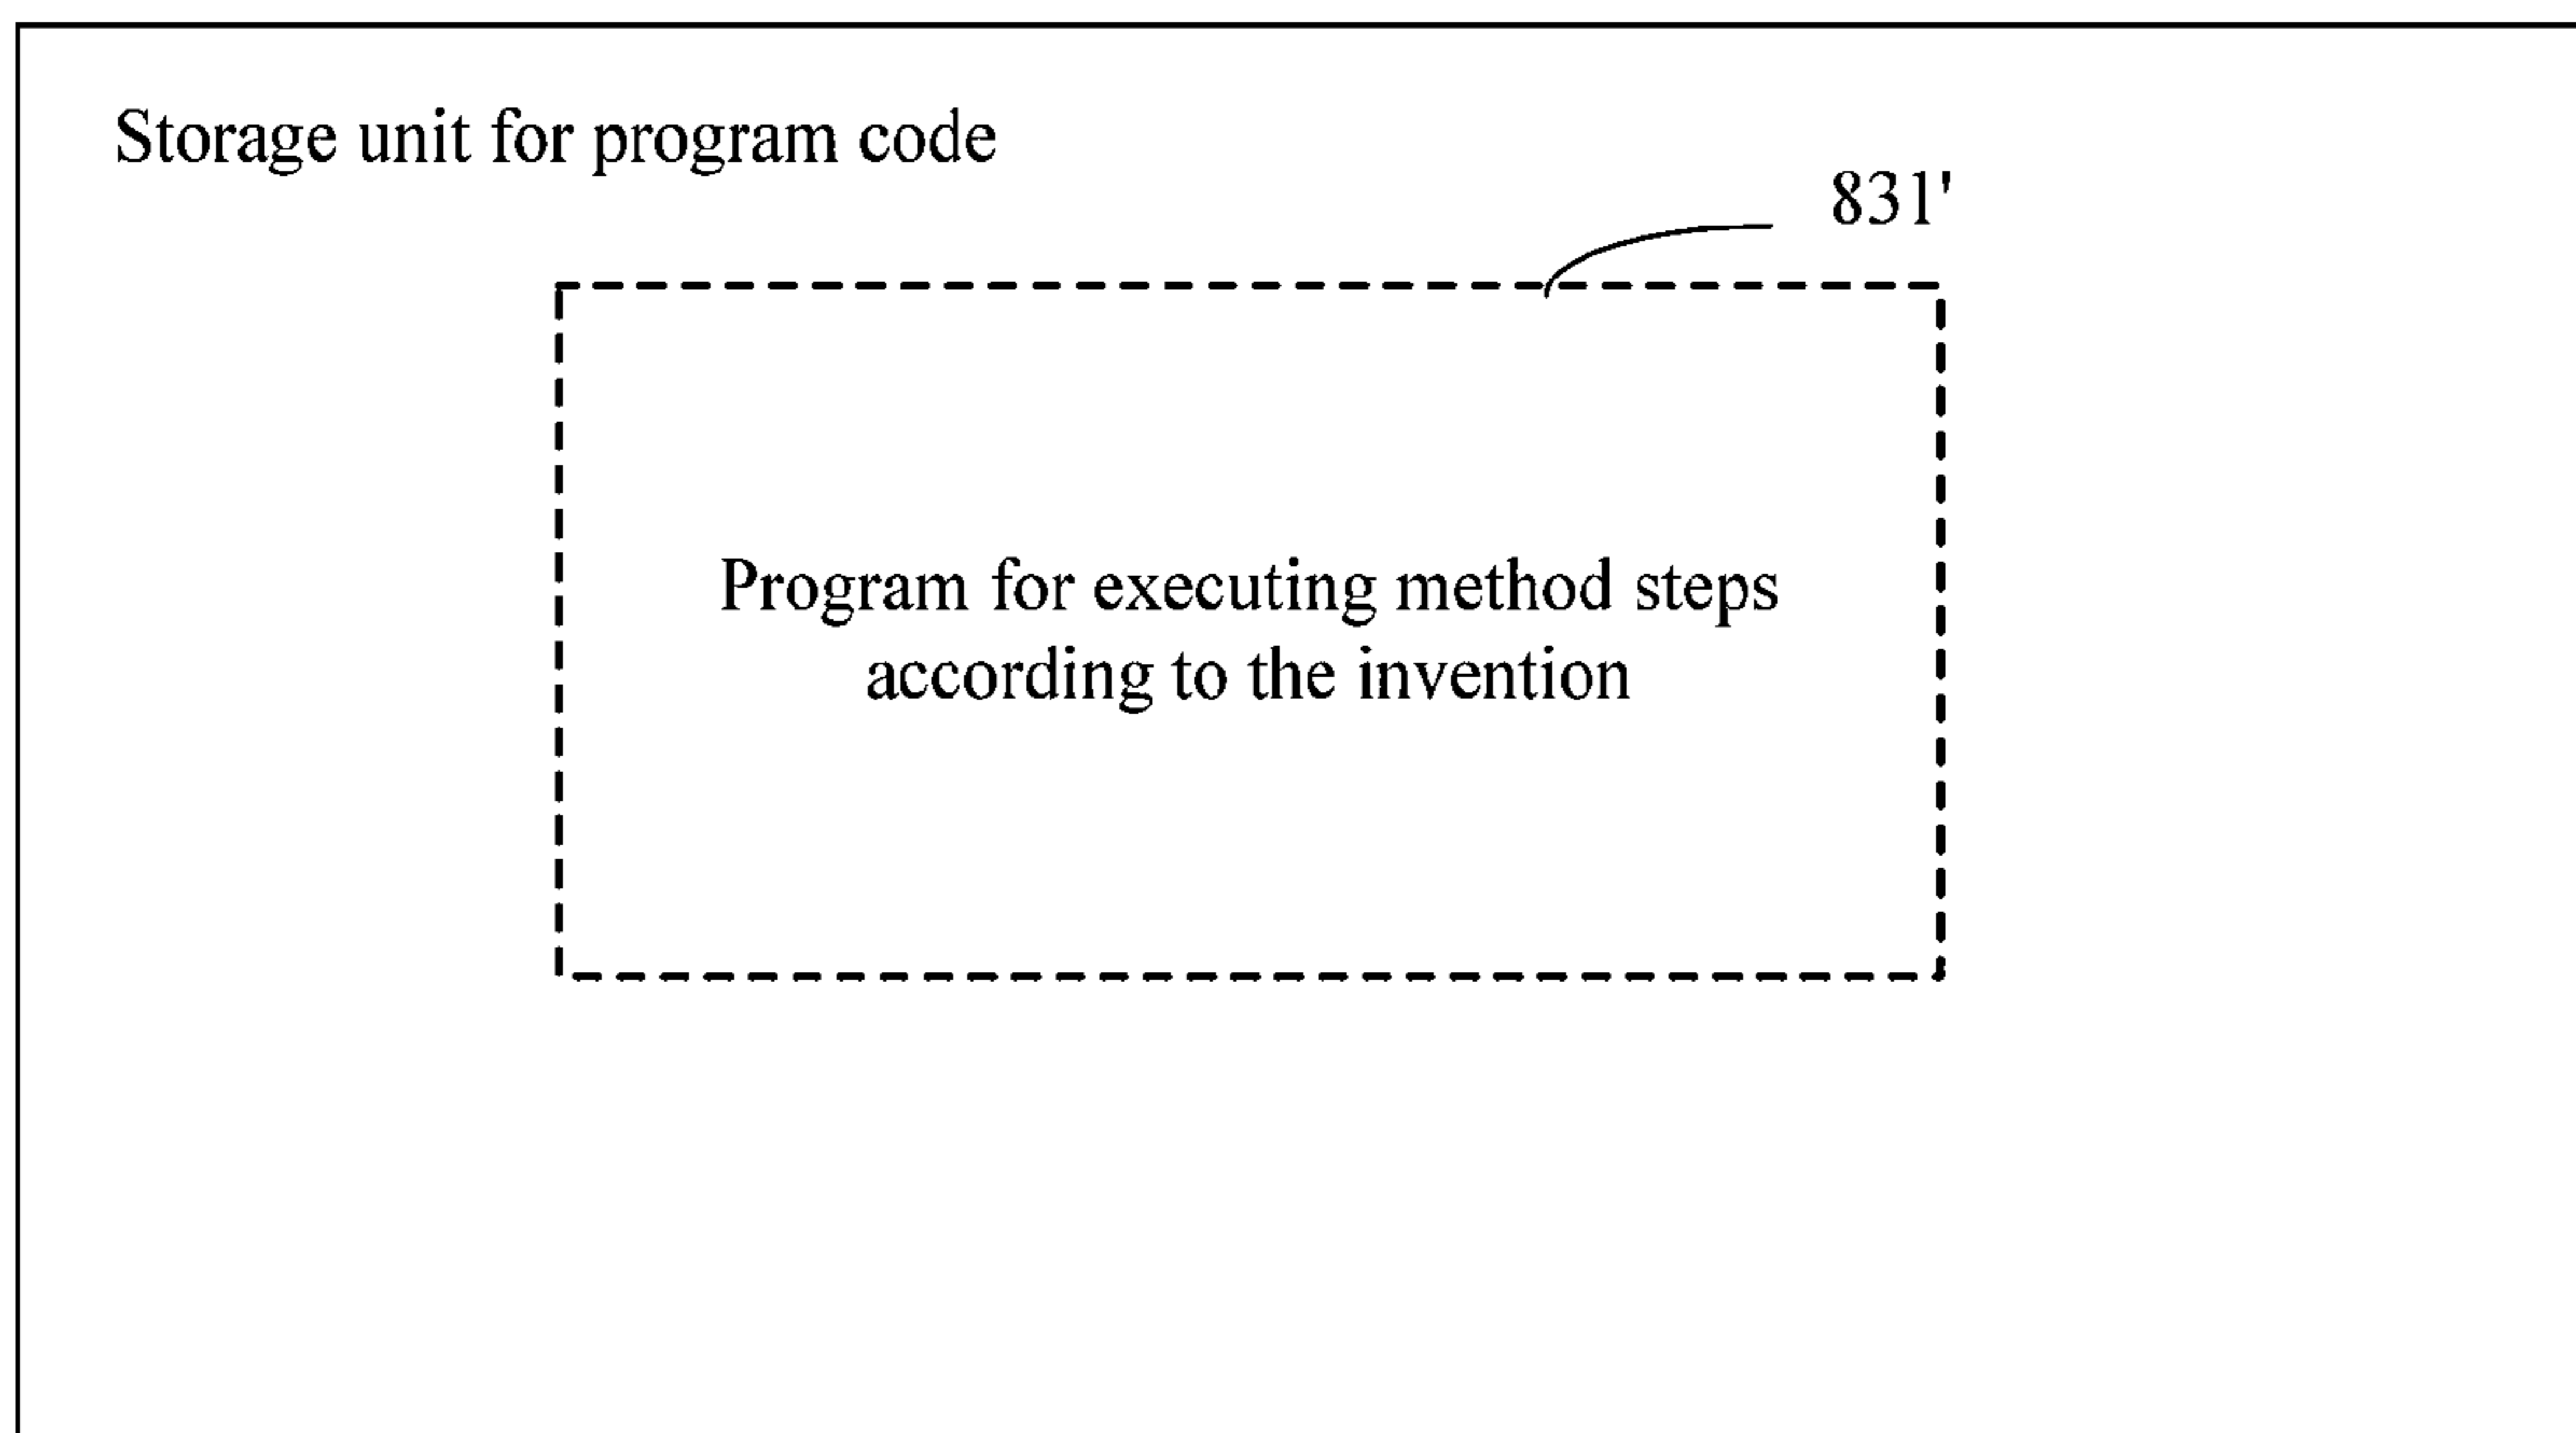 Storage unit for program code
831'
Program for executing method steps
according to the invention